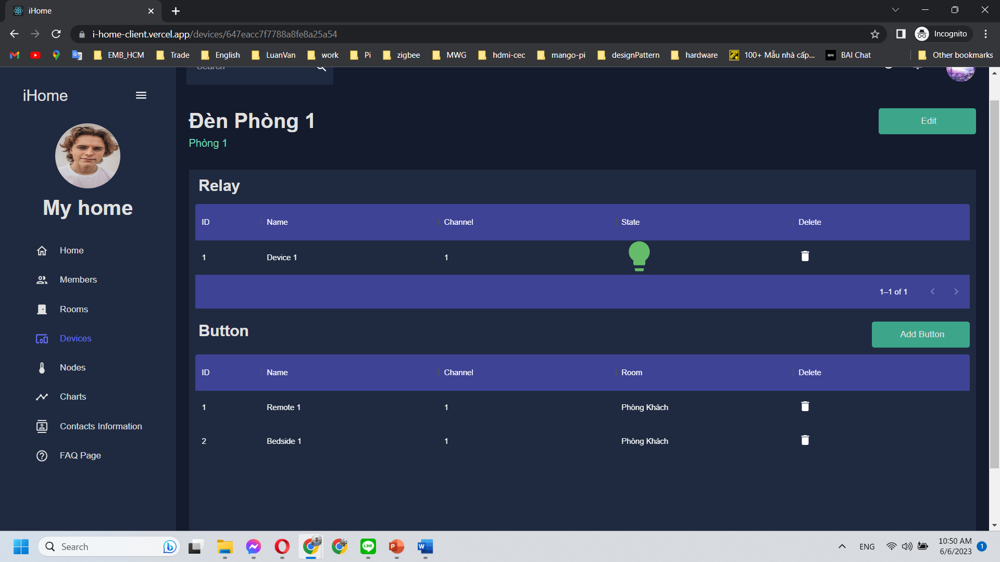 iHome
i-home-client.vercel.app/devices/647eacc7f7788a8fe8a25a54
Incognito
EMB_HCM
Trade
English
LuanVan
work
Pi
zigbee
MWG
hdmi-cec
mango-pi
designPattern
hardware
100+ Mẫu nhà cấp...
BAI Chat
Other bookmarks
Search
iHome
My home
Home
Members
Rooms
Devices
Nodes
Charts
Contacts Information
FAQ Page
Đèn Phòng 1
Edit
Phòng 1
Relay
ID Name Channel State Delete
1 Device 1 1
1–1 of 1
Button
Add Button
ID Name Channel Room Delete
1 Remote 1 1 Phòng Khách
2 Bedside 1 1 Phòng Khách
Search
ENG
10:50 AM
6/6/2023
1